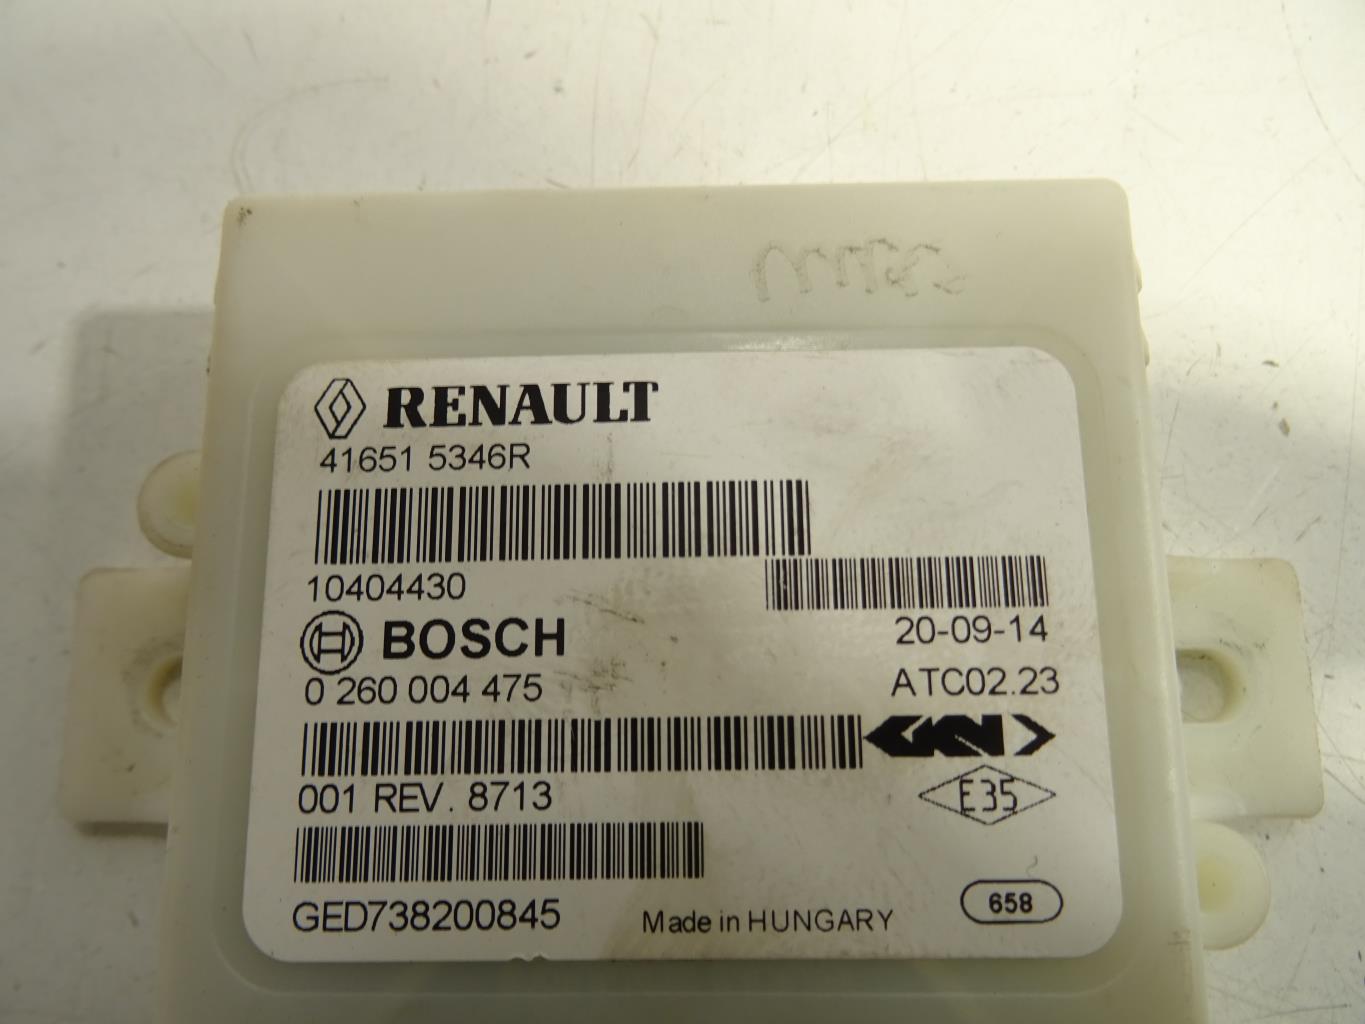 RENAULT
41651 5346R
10404430
BOSCH
20-09-14
0 260 004 475
ATC02.23
GKN
001 REV. 8713
E35
GED738200845
Made in HUNGARY
658